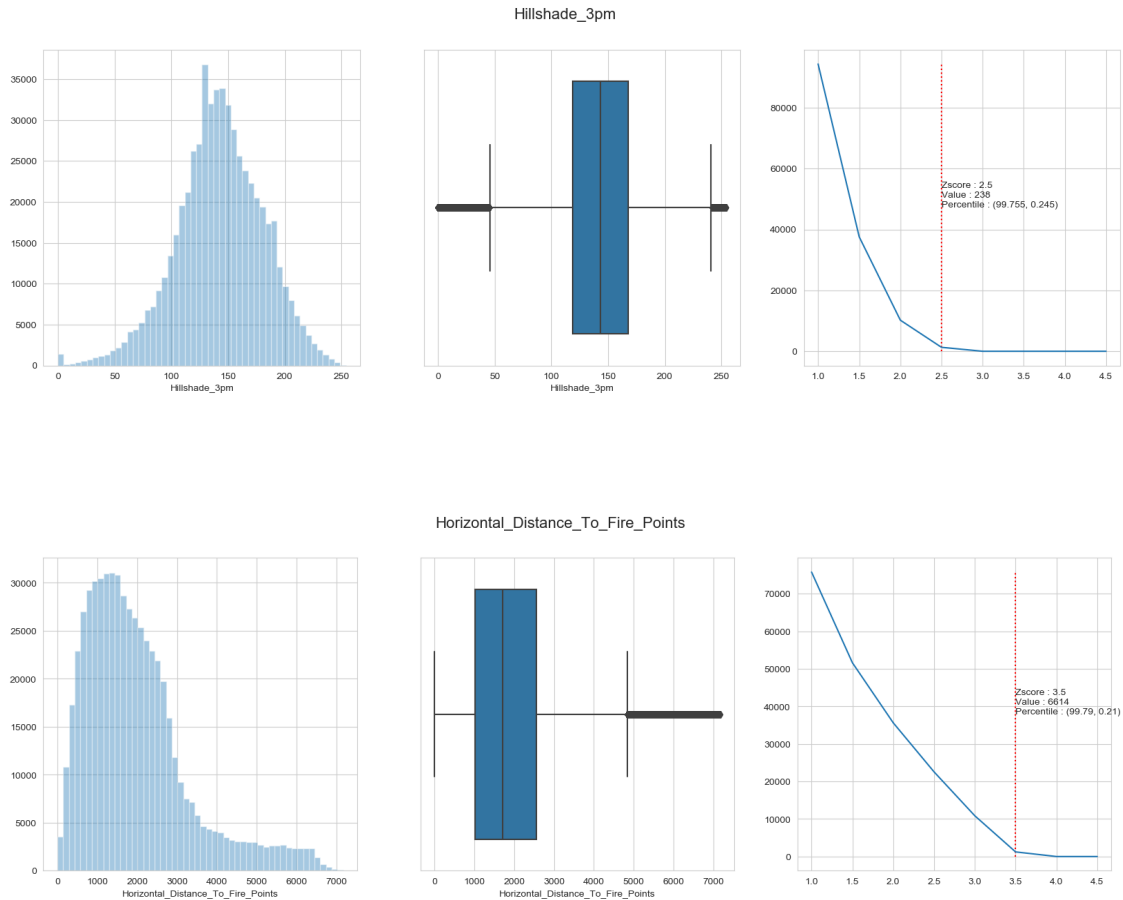 Hillshade_3pm
35000
30000
25000
20000
15000
10000
5000
0
0 50 100 150 200 250
Hillshade_3pm
0 50 100 150 200 250
Hillshade_3pm
80000
60000
40000
20000
0
Zscore : 2.5
Value : 238
Percentile : (99.755, 0.245)
1.0 1.5 2.0 2.5 3.0 3.5 4.0 4.5
Horizontal_Distance_To_Fire_Points
30000
25000
20000
15000
10000
5000
0
0 1000 2000 3000 4000 5000 6000 7000
Horizontal_Distance_To_Fire_Points
0 1000 2000 3000 4000 5000 6000 7000
Horizontal_Distance_To_Fire_Points
70000
60000
50000
40000
30000
20000
10000
0
Zscore : 3.5
Value : 6614
Percentile : (99.79, 0.21)
1.0 1.5 2.0 2.5 3.0 3.5 4.0 4.5